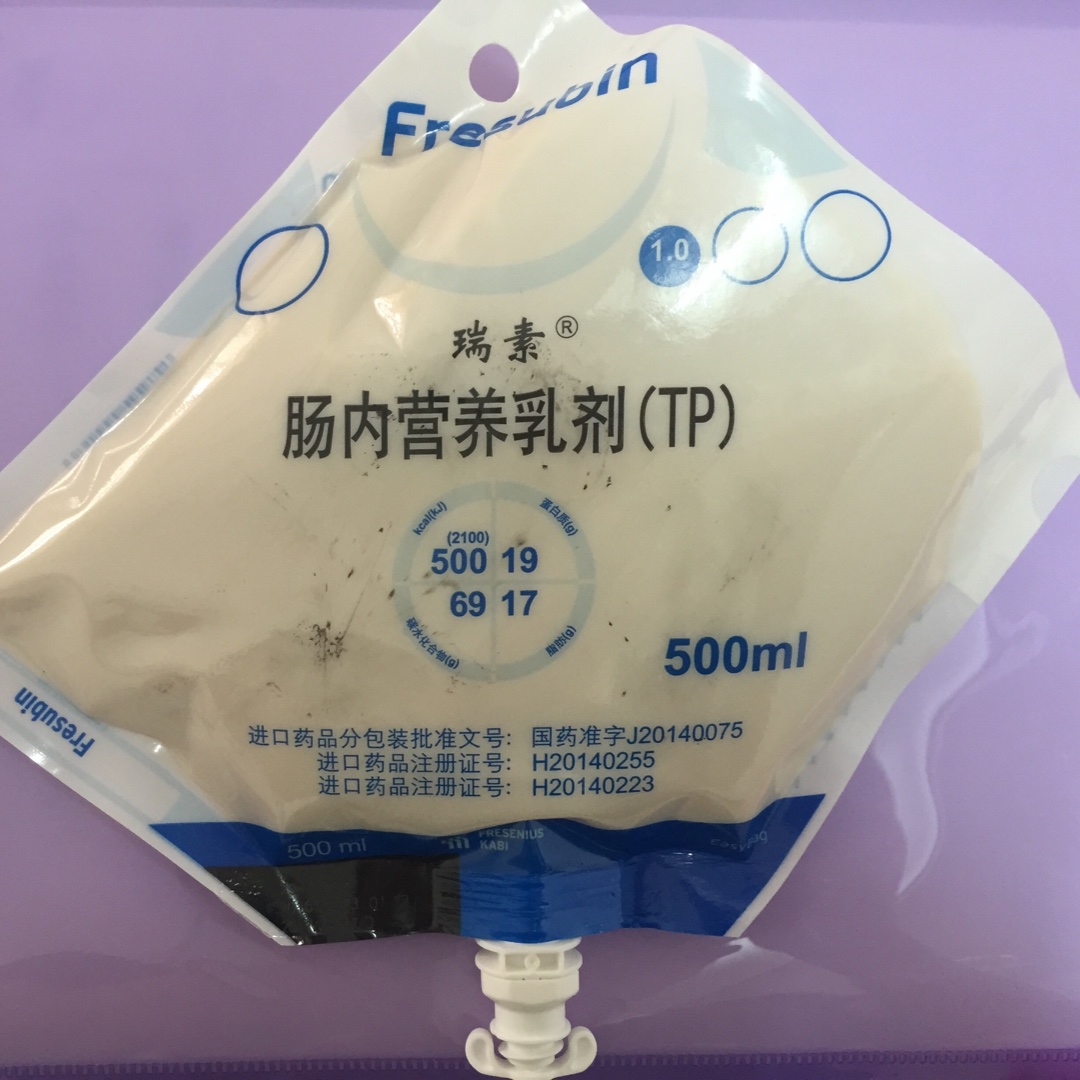 Fresubin
1.0
瑞素®
肠内营养乳剂(TP)
kcal(kJ)
蛋白质(g)
(2100)
500 19
69 17
碳水化合物(g)
脂肪(g)
500ml
进口药品分包装批准文号: 国药准字J20140075
进口药品注册证号: H20140255
进口药品注册证号: H20140223
Fresubin
500 ml
FRESENIUS
KABI